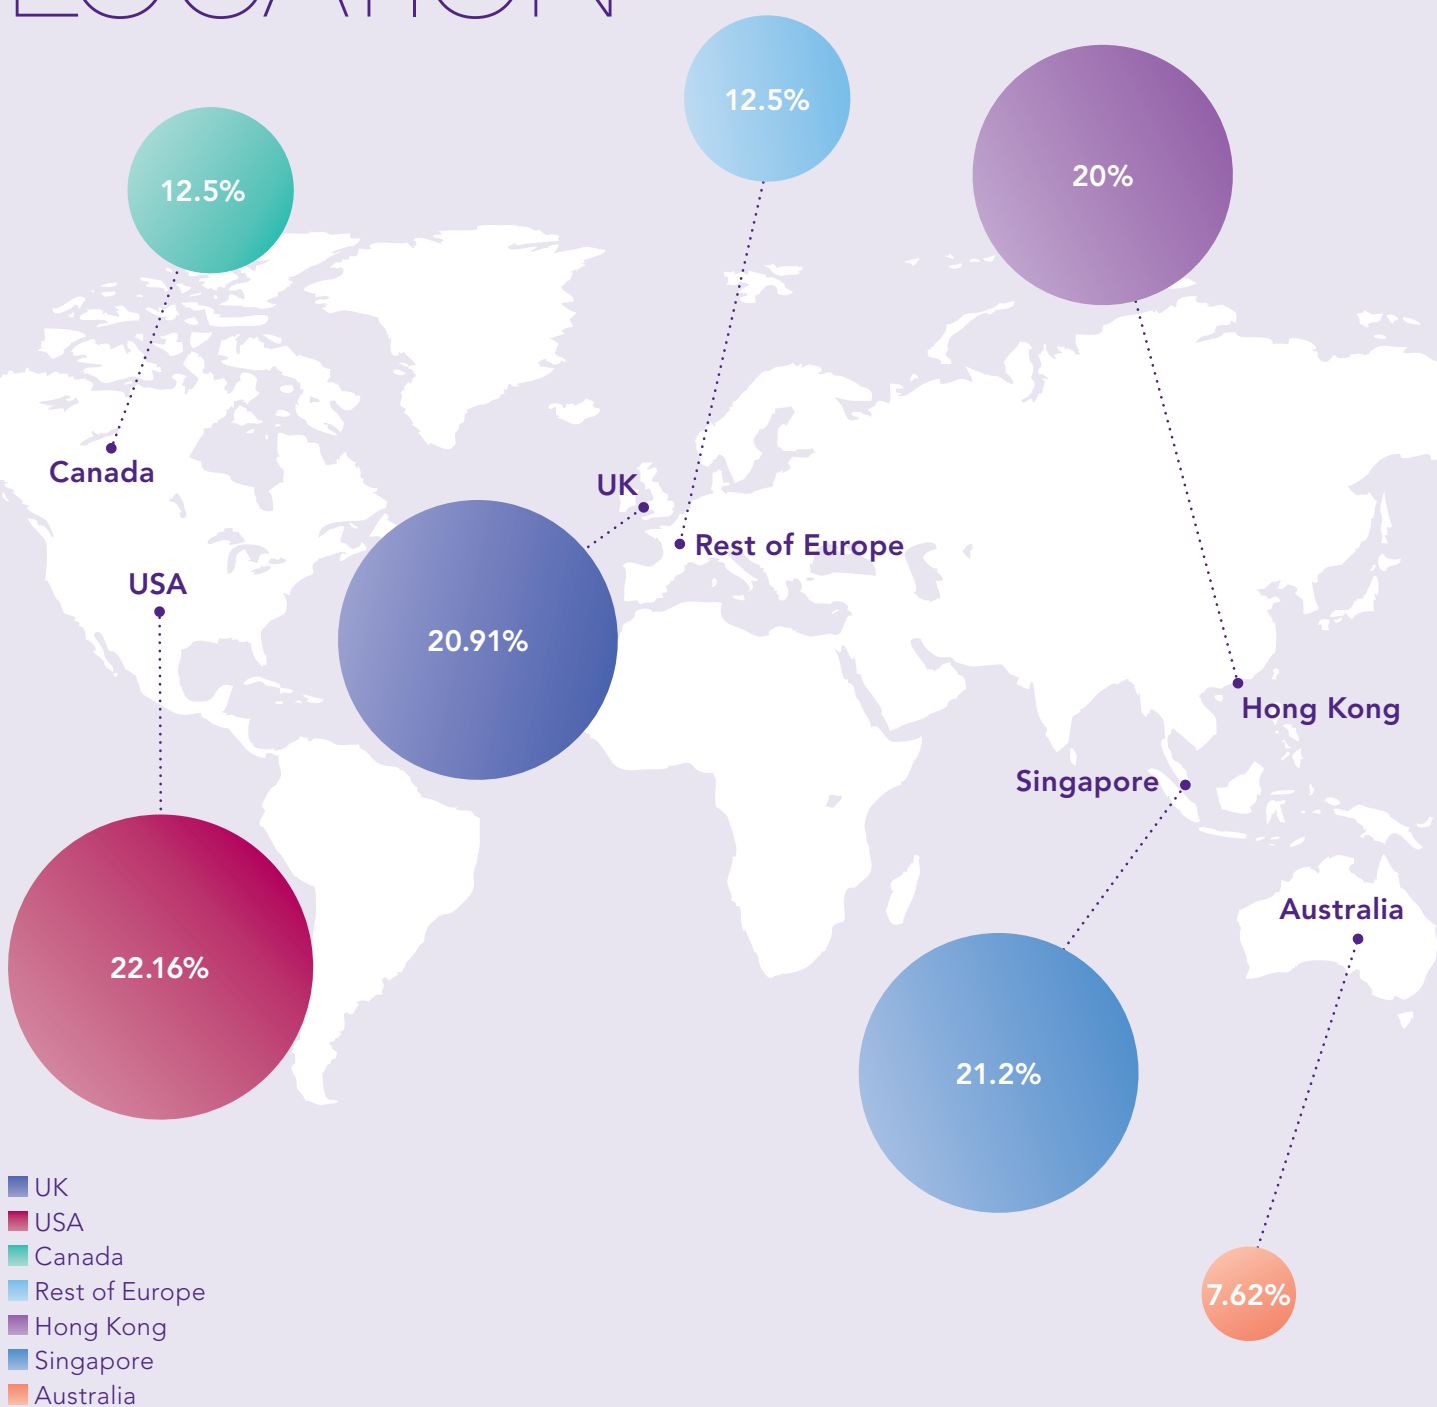 LOCATION
12.5%
12.5%
20%
Canada
UK
Rest of Europe
USA
20.91%
Hong Kong
Singapore
Australia
22.16%
21.2%
7.62%
UK
USA
Canada
Rest of Europe
Hong Kong
Singapore
Australia